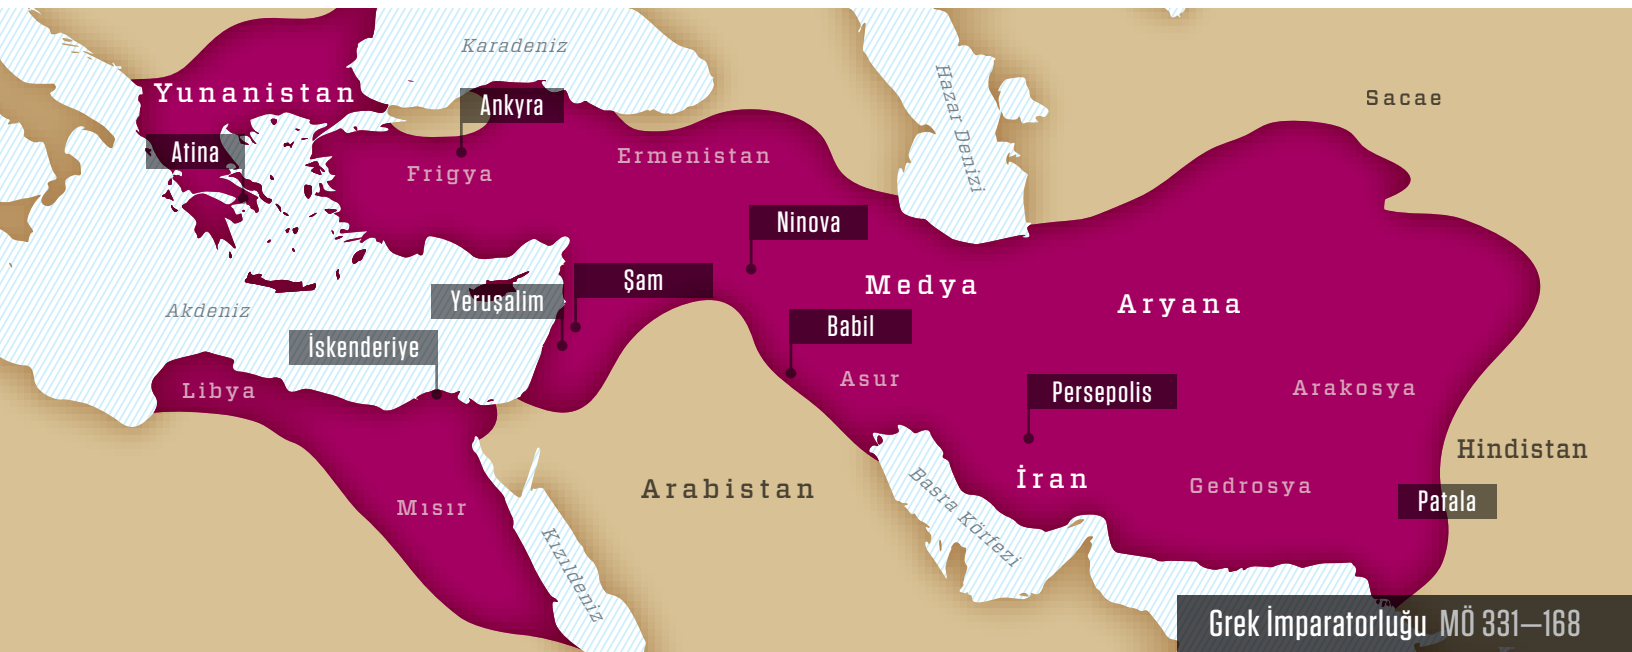 Karadeniz
Yunanistan
Sacae
Ankyra
Hazar Denizi
Atina
Ermenistan
Frigya
Ninova
Şam
Medya
Yeruşalim
Aryana
Akdeniz
Babil
İskenderiye
Asur
Libya
Persepolis
Arakosya
Hindistan
İran
Arabistan
Gedrosya
Patala
Mısır
Basra Körfezi
Kızıldeniz
Grek İmparatorluğu MÖ 331–168